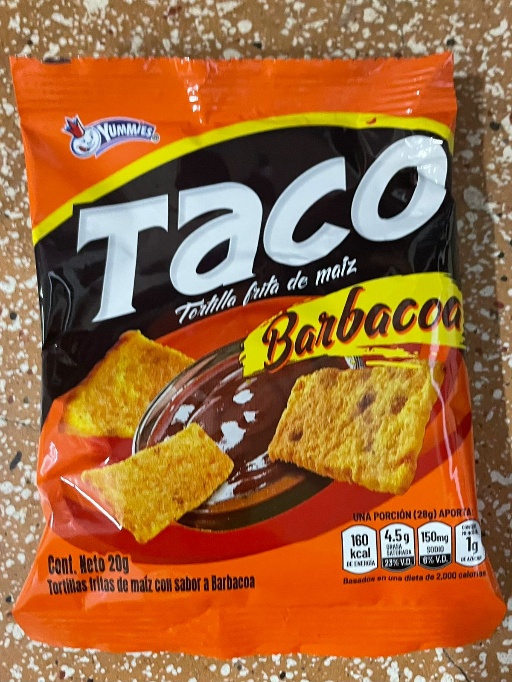 YUMMIES
Taco
Tortilla frita de maíz
Barbacoa
UNA PORCIÓN (28g) APORTA:
160 kcal DE ENERGÍA
4.5g GRASA SATURADA 23% V.D.
150mg SODIO 6% V.D.
1g
Basados en una dieta de 2,000 calorías
Cont. Neto 20g
Tortillas fritas de maíz con sabor a Barbacoa